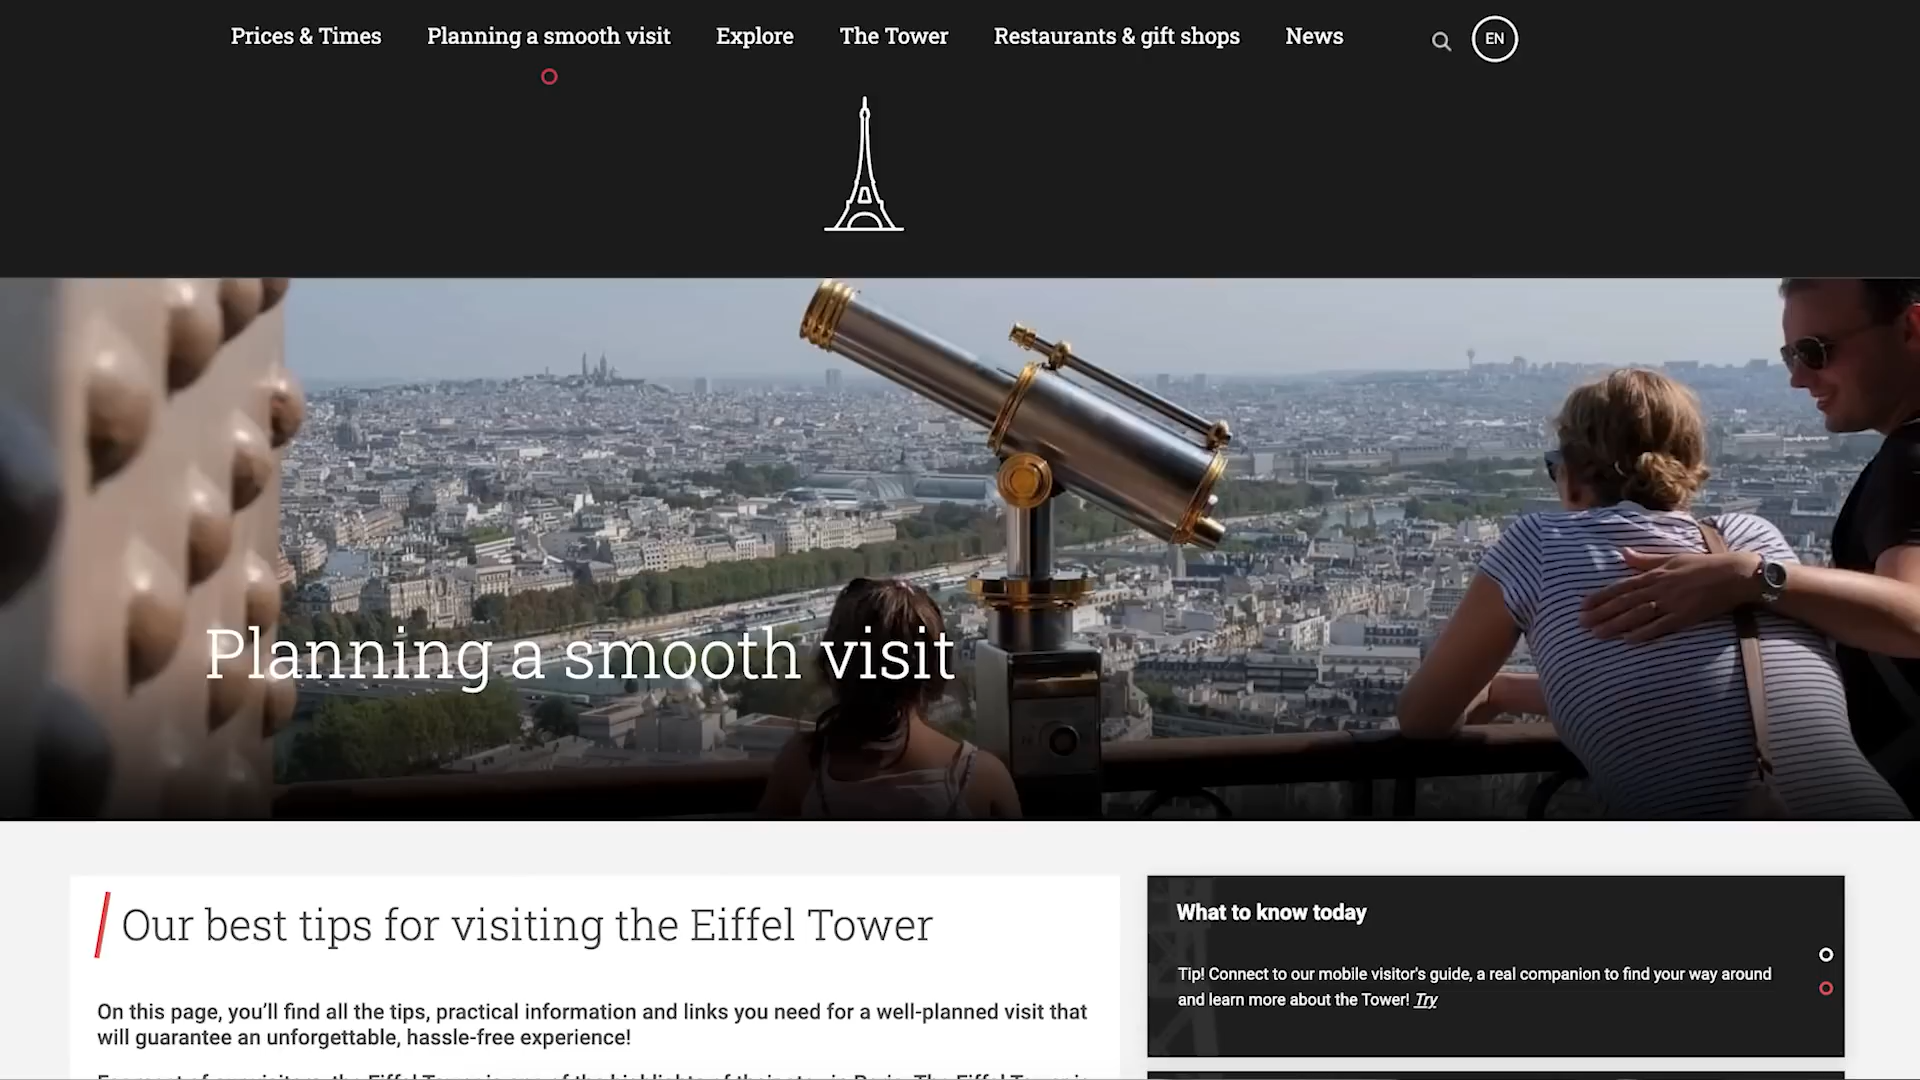 Prices & Times
Planning a smooth visit
Explore
The Tower
Restaurants & gift shops
News
EN
Planning a smooth visit
Our best tips for visiting the Eiffel Tower
On this page, you’ll find all the tips, practical information and links you need for a well-planned visit that
will guarantee an unforgettable, hassle-free experience!
What to know today
Tip! Connect to our mobile visitor's guide, a real companion to find your way around
and learn more about the Tower! Try